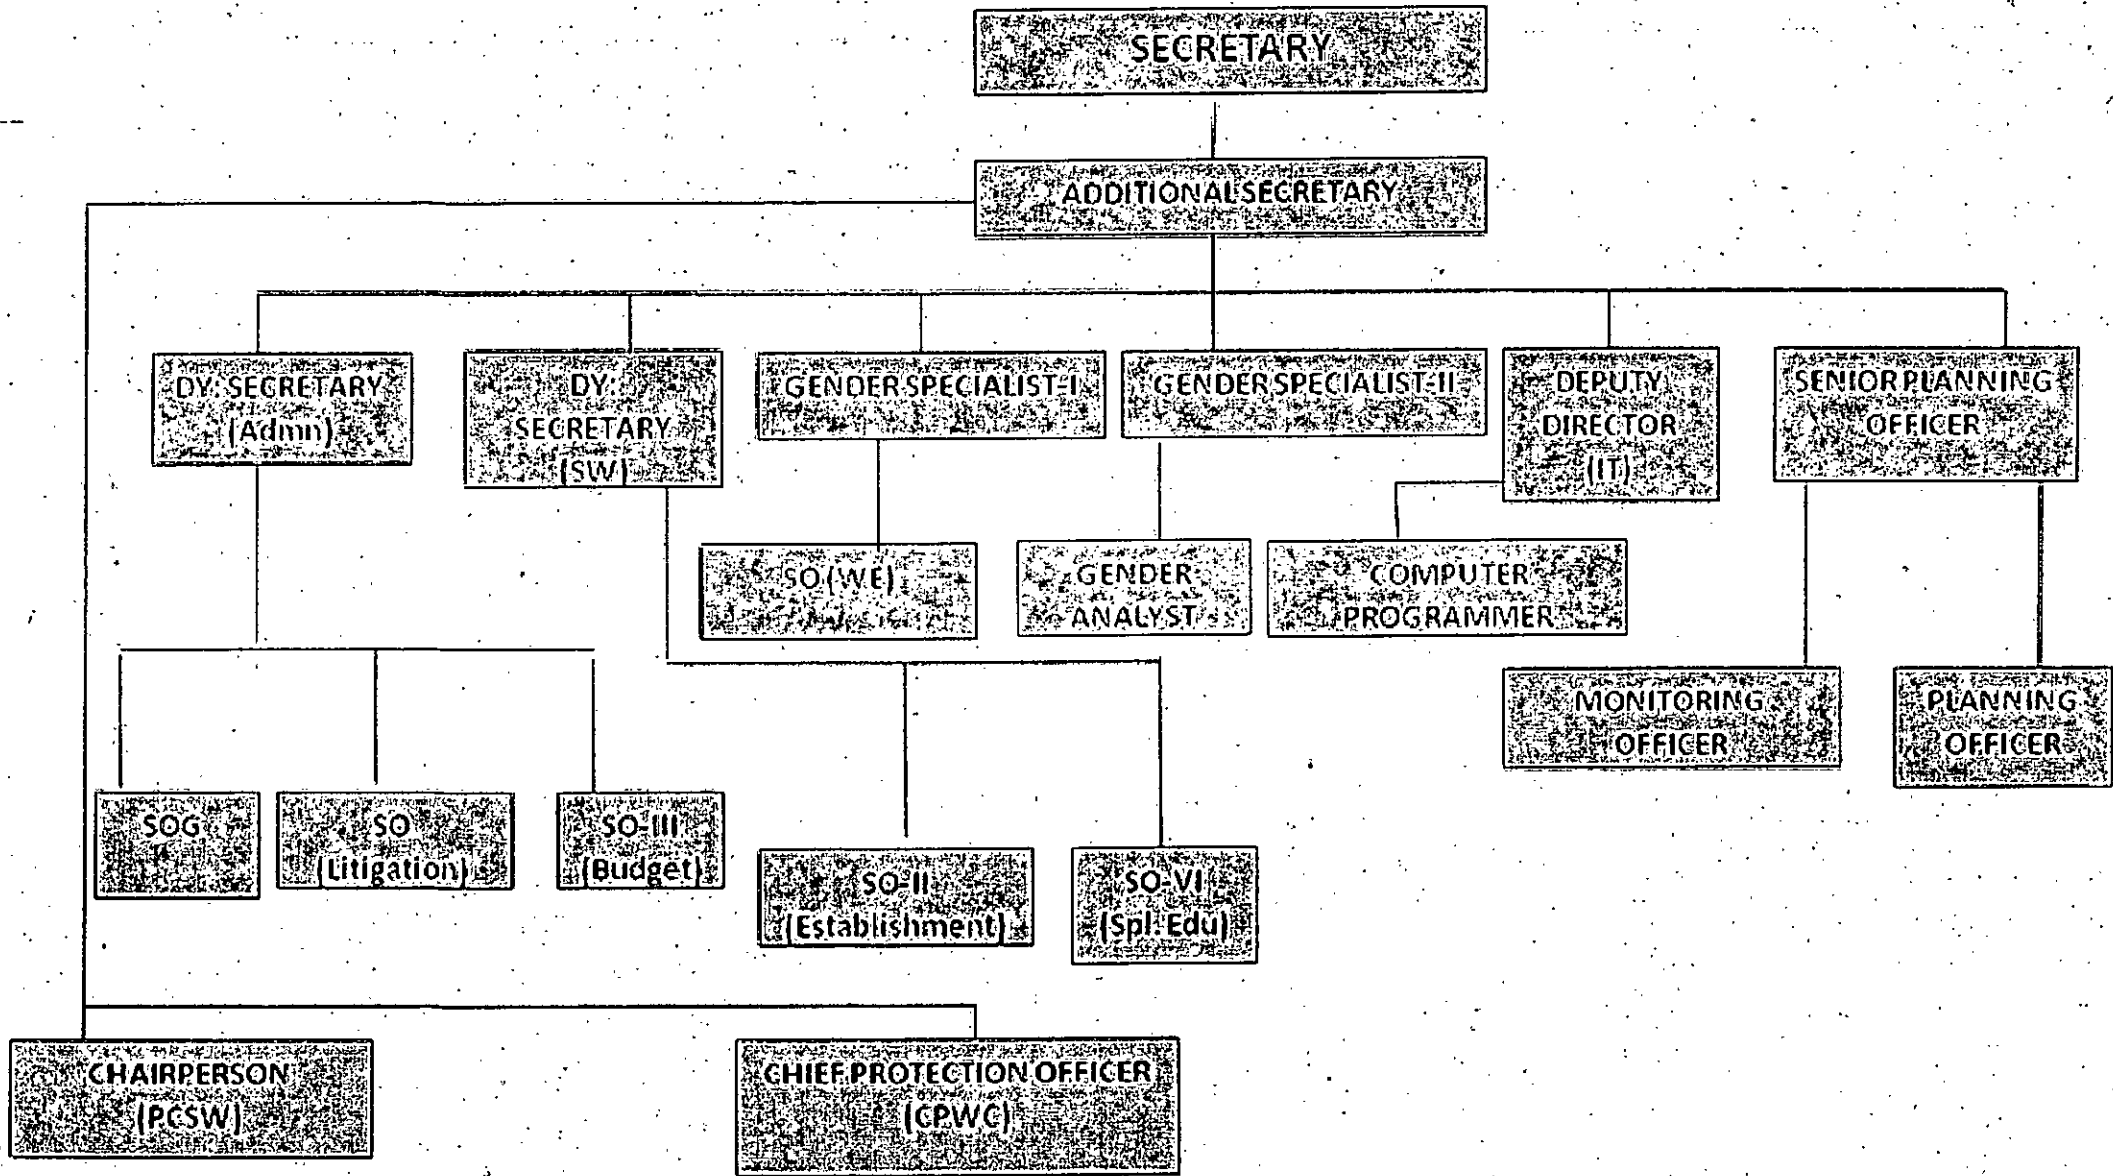 SECRETARY
ADDITIONAL SECRETARY
DY: SECRETARY
(Admn)
DY:
SECRETARY
(SW)
GENDER SPECIALIST-I
GENDER SPECIALIST-II
DEPUTY
DIRECTOR
(IT)
SENIOR PLANNING
OFFICER
SO (WE)
GENDER
ANALYST
COMPUTER
PROGRAMMER
MONITORING
OFFICER
PLANNING
OFFICER
SOG
SO
(Litigation)
SO-III
(Budget)
SO-II
(Establishment)
SO-VI
(Spl. Edu)
CHAIRPERSON
(PCSW)
CHIEF PROTECTION OFFICER
(CPWC)